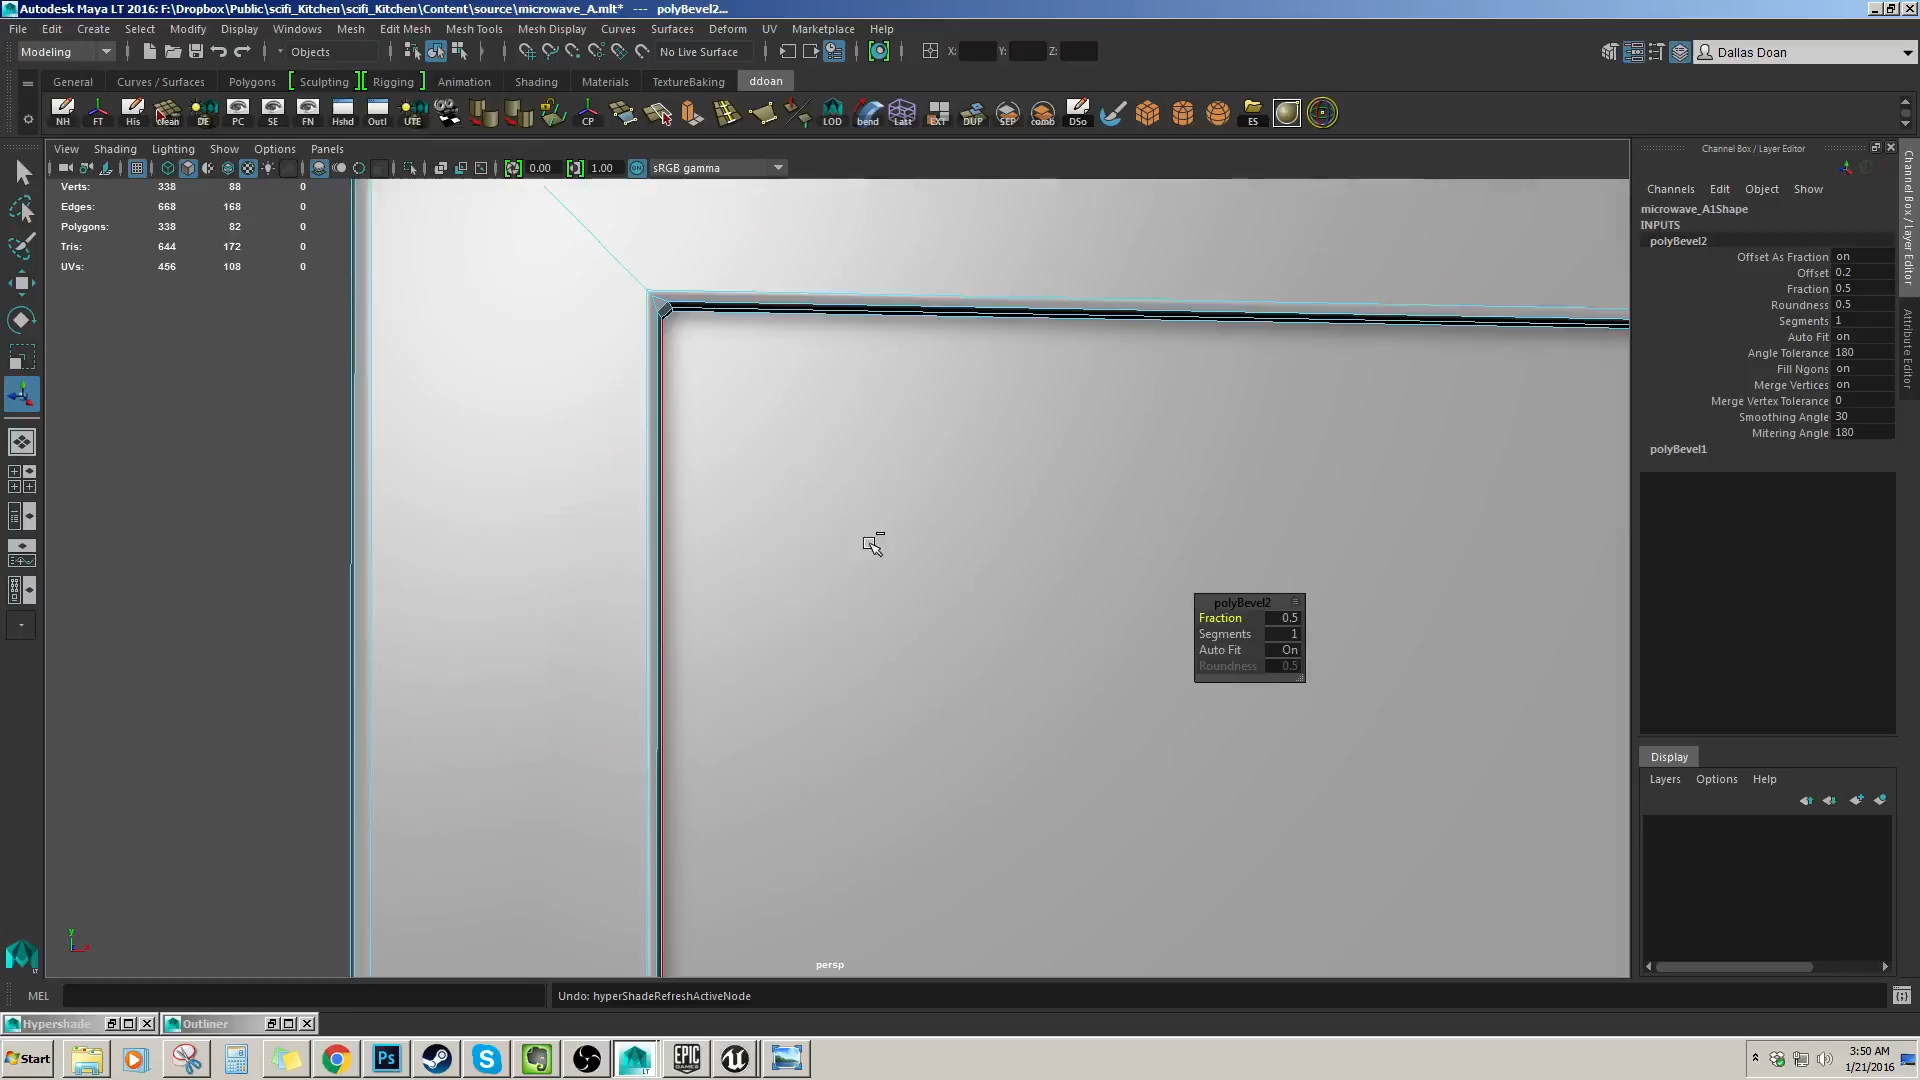 Autodesk Maya LT 2016: F:\Dropbox\Public\scifi_Kitchen\scifi_Kitchen\Content\source\microwave_A.mlt* --- polyBevel2...
File Edit Create Select Modify Display Windows Mesh Edit Mesh Mesh Tools Mesh Display Curves Surfaces Deform UV Marketplace Help
Modeling Objects No Live Surface X: Y: Z: Dallas Doan
General Curves / Surfaces Polygons Sculpting Rigging Animation Shading Materials TextureBaking ddoan
NH FT His clean DE PC SE FN Hshd Outl UTE CP LOD bend Latt EXT DUP SEP comb DSo ES
View Shading Lighting Show Options Panels
0.00 1.00 sRGB gamma
Verts: 338 88 0
Edges: 668 168 0
Polygons: 338 82 0
Tris: 644 172 0
UVs: 456 108 0
polyBevel2
Fraction 0.5
Segments 1
Auto Fit On
Roundness 0.5
persp
Channel Box / Layer Editor
Channels Edit Object Show
microwave_A1Shape
INPUTS
polyBevel2
Offset As Fraction on
Offset 0.2
Fraction 0.5
Roundness 0.5
Segments 1
Auto Fit on
Angle Tolerance 180
Fill Ngons on
Merge Vertices on
Merge Vertex Tolerance 0
Smoothing Angle 30
Mitering Angle 180
polyBevel1
Display
Layers Options Help
Channel Box / Layer Editor
Attribute Editor
MEL Undo: hyperShadeRefreshActiveNode
Hypershade Outliner
Start 3:50 AM
1/21/2016